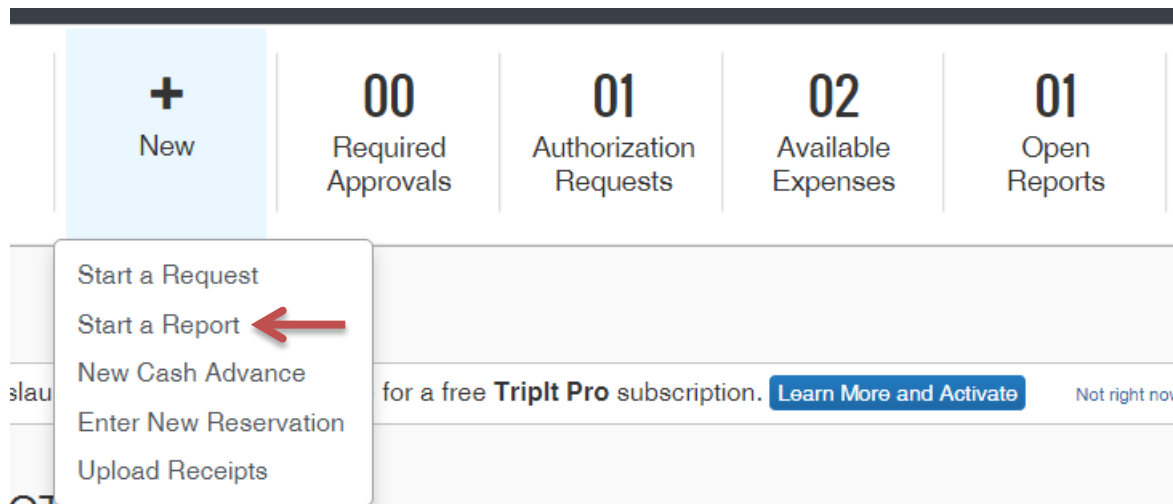 +
New
00
Required
Approvals
01
Authorization
Requests
02
Available
Expenses
01
Open
Reports
Start a Request
Start a Report
New Cash Advance
Enter New Reservation
Upload Receipts
slau
for a free TripIt Pro subscription. Learn More and Activate Not right now